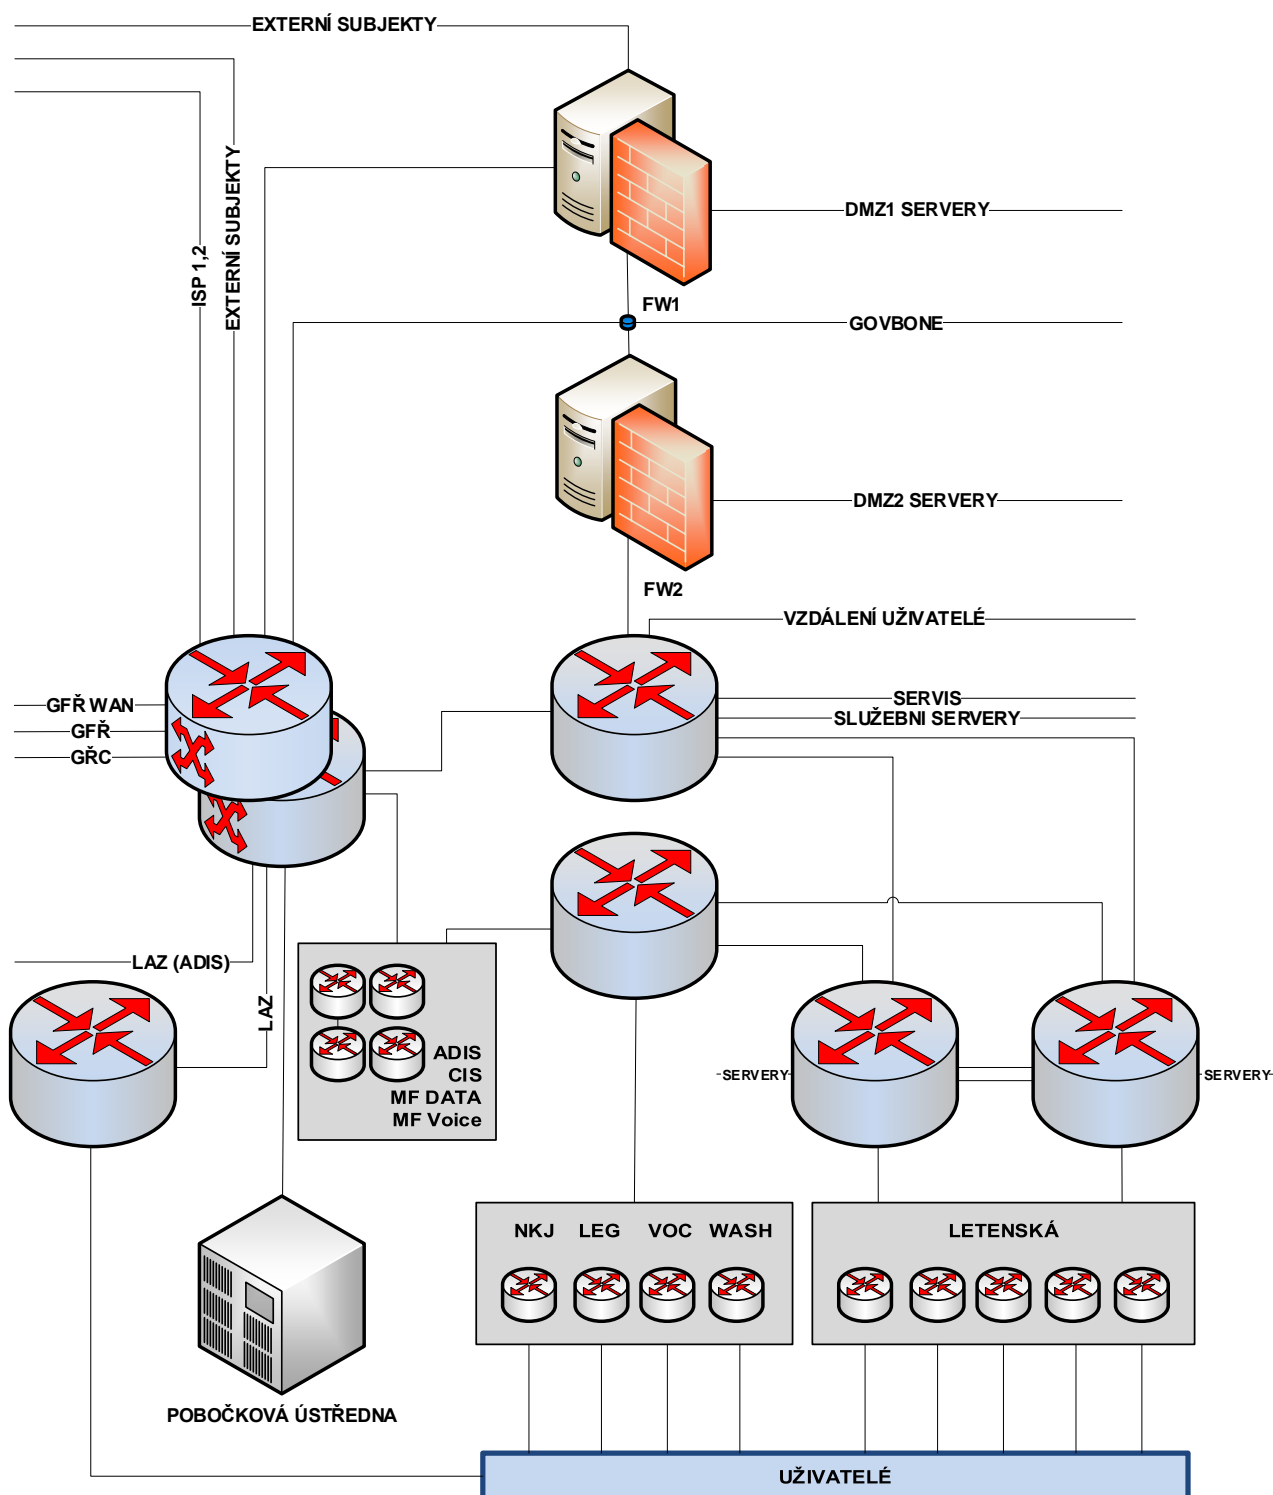 EXTERNÍ SUBJEKTY
ISP 1,2
EXTERNÍ SUBJEKTY
DMZ1 SERVERY
FW1
GOVBONE
DMZ2 SERVERY
FW2
VZDÁLENÍ UŽIVATELÉ
GFŘ WAN
GFŘ
GŘC
SERVIS
SLUŽEBNI SERVERY
LAZ (ADIS)
LAZ
ADIS
CIS
MF DATA
MF Voice
SERVERY
SERVERY
NKJ LEG VOC WASH
LETENSKÁ
POBOČKOVÁ ÚSTŘEDNA
UŽIVATELÉ